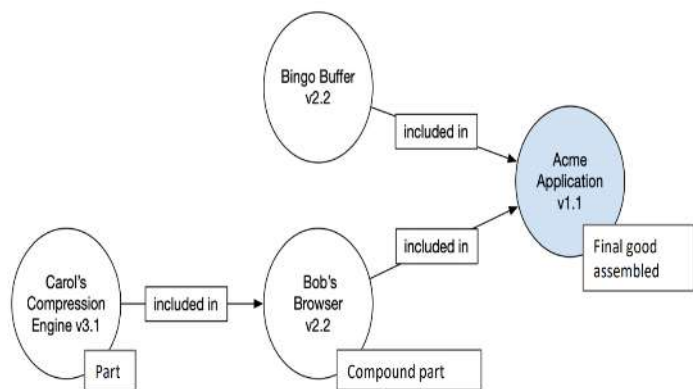 Bingo Buffer
v2.2
included in
Acme
Application
v1.1
Final good
assembled
included in
Carol's
Compression
Engine v3.1
Part
included in
Bob's
Browser
v2.2
Compound part